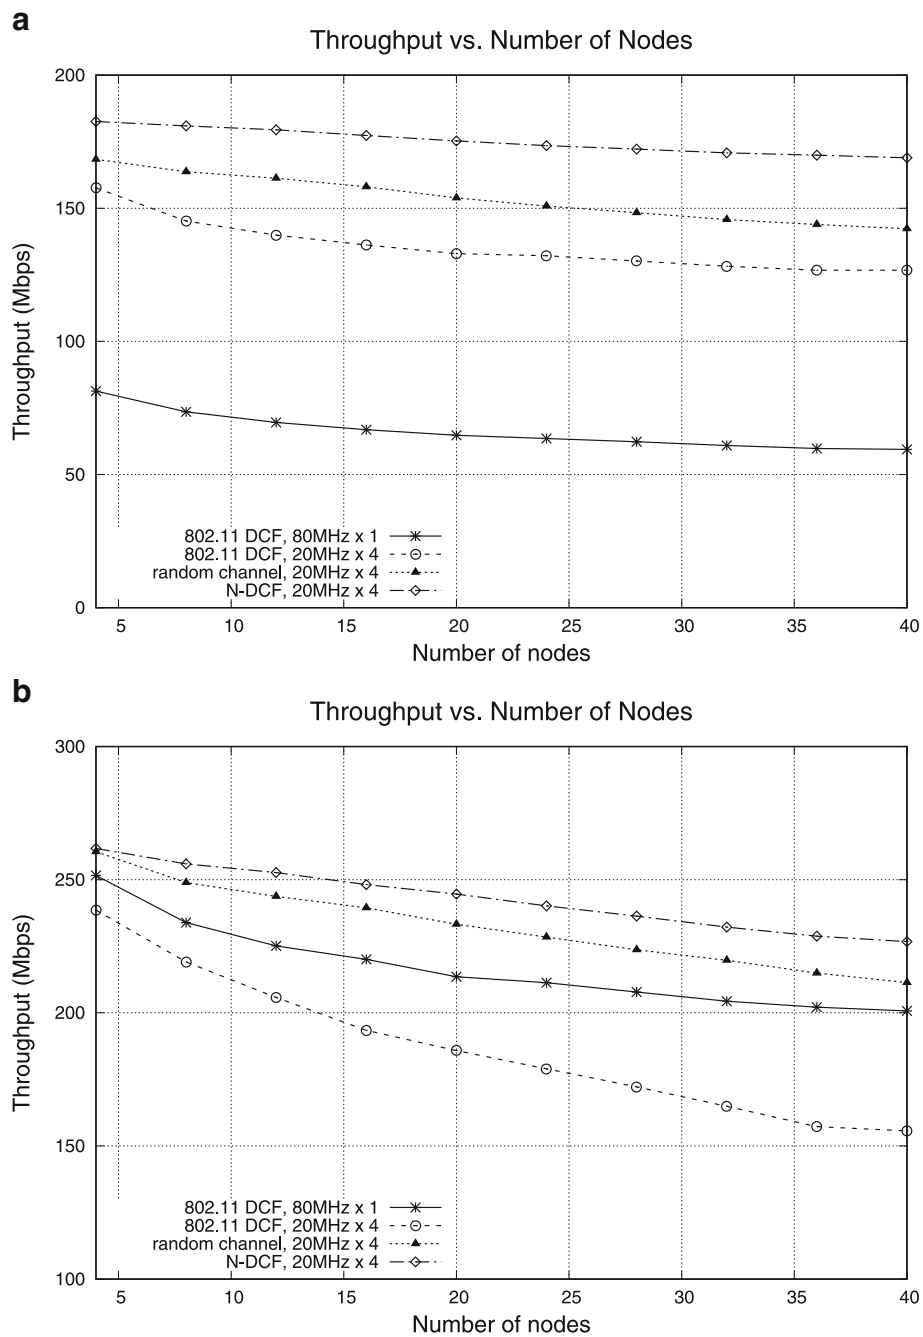 a
Throughput vs. Number of Nodes
200
150
100
50
0
Throughput (Mbps)
802.11 DCF, 80MHz x 1
802.11 DCF, 20MHz x 4
random channel, 20MHz x 4
N-DCF, 20MHz x 4
5 10 15 20 25 30 35 40
Number of nodes
b
Throughput vs. Number of Nodes
300
250
200
150
100
Throughput (Mbps)
802.11 DCF, 80MHz x 1
802.11 DCF, 20MHz x 4
random channel, 20MHz x 4
N-DCF, 20MHz x 4
5 10 15 20 25 30 35 40
Number of nodes